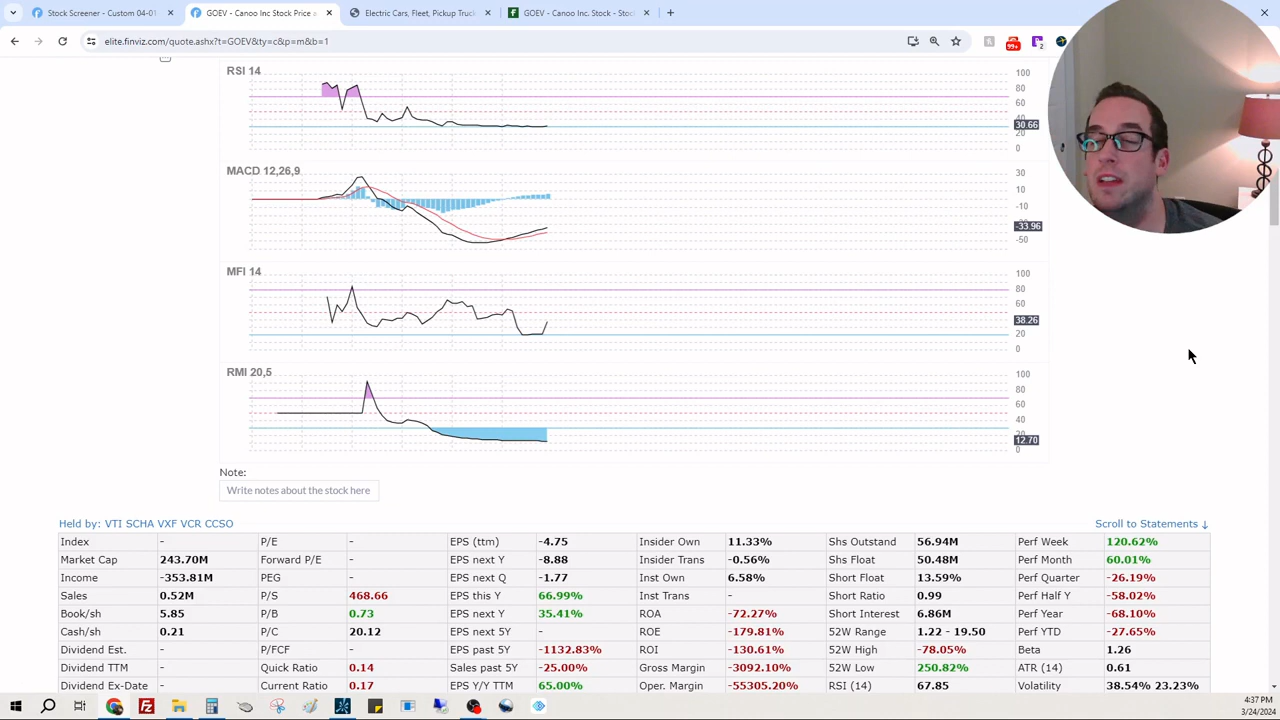 Stock Screener - Custom 04-01
GOEV - Canoo Inc Stock Price a
Electric Cars, Fleet, Pickup Truck
GOEV - Canoo Inc. Stock - Stoc
elite.finviz.com/quote.ashx?t=GOEV&ty=c&p=m&b=1
99+
2
RSI 14
100
80
60
40
30.66
20
0
MACD 12,26,9
30
10
-10
-33.96
-50
MFI 14
100
80
60
38.26
20
0
RMI 20,5
100
80
60
40
20
12.70
0
Note:
Write notes about the stock here
Held by: VTI SCHA VXF VCR CCSO Scroll to Statements ↓
Index - P/E - EPS (ttm) -4.75 Insider Own 11.33% Shs Outstand 56.94M Perf Week 120.62%
Market Cap 243.70M Forward P/E - EPS next Y -8.88 Insider Trans -0.56% Shs Float 50.48M Perf Month 60.01%
Income -353.81M PEG - EPS next Q -1.77 Inst Own 6.58% Short Float 13.59% Perf Quarter -26.19%
Sales 0.52M P/S 468.66 EPS this Y 66.99% Inst Trans - Short Ratio 0.99 Perf Half Y -58.02%
Book/sh 5.85 P/B 0.73 EPS next Y 35.41% ROA -72.27% Short Interest 6.86M Perf Year -68.10%
Cash/sh 0.21 P/C 20.12 EPS next 5Y - ROE -179.81% 52W Range 1.22 - 19.50 Perf YTD -27.65%
Dividend Est. - P/FCF - EPS past 5Y -1132.83% ROI -130.61% 52W High -78.05% Beta 1.26
Dividend TTM - Quick Ratio 0.14 Sales past 5Y -25.00% Gross Margin -3092.10% 52W Low 250.82% ATR (14) 0.61
Dividend Ex-Date - Current Ratio 0.17 EPS Y/Y TTM 65.00% Oper. Margin -55305.20% RSI (14) 67.85 Volatility 38.54% 23.23%
4:37 PM
3/24/2024